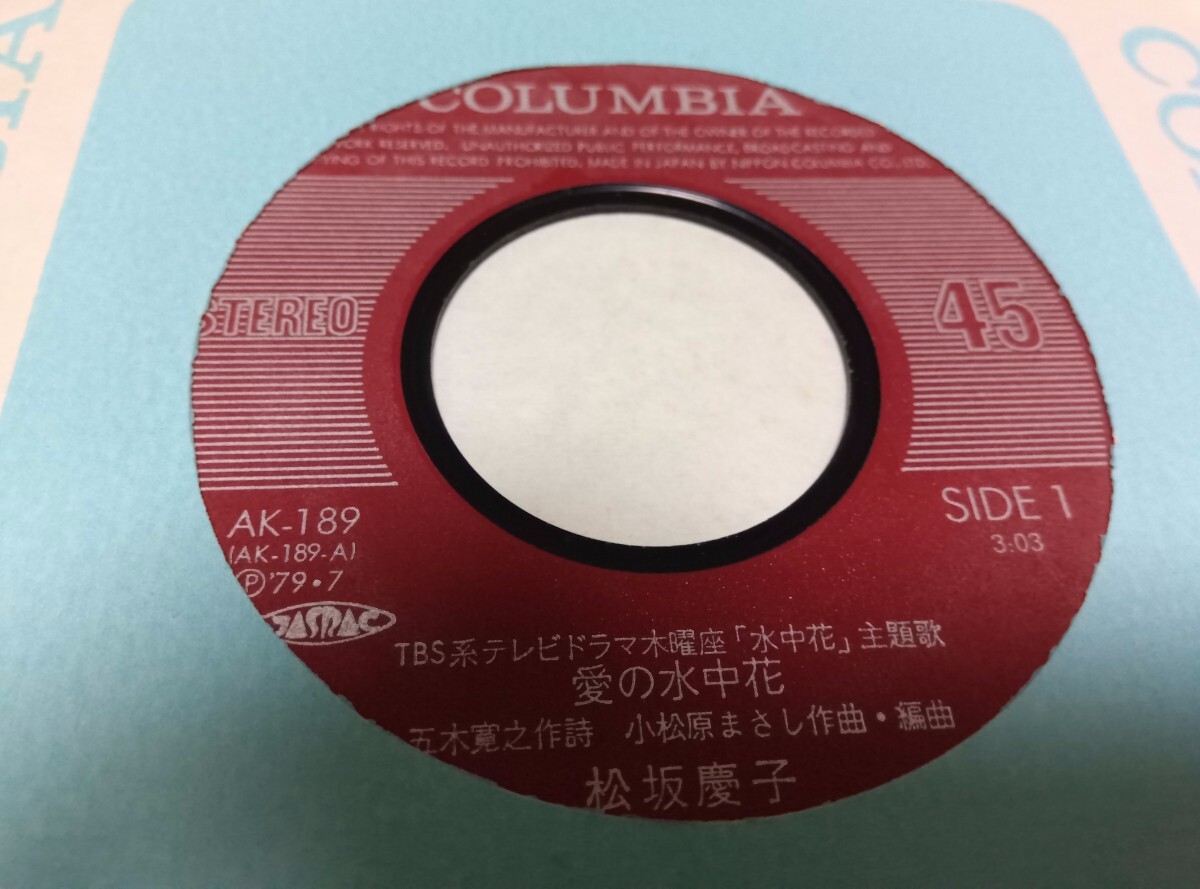 COLUMBIA
RIGHTS OF THE MANUFACTURER AND OF THE OWNER OF THE RECORDED
WORK RESERVED. UNAUTHORIZED PUBLIC PERFORMANCE, BROADCASTING AND
YING OF THIS RECORD PROHIBITED. MADE IN JAPAN BY NIPPON COLUMBIA CO., LTD.
STEREO
45
AK-189
(AK-189-A)
Ⓟ'79・7
JASRAC
SIDE 1
3:03
TBS系テレビドラマ木曜座「水中花」主題歌
愛の水中花
五木寛之作詩 小松原まさし作曲・編曲
松坂慶子